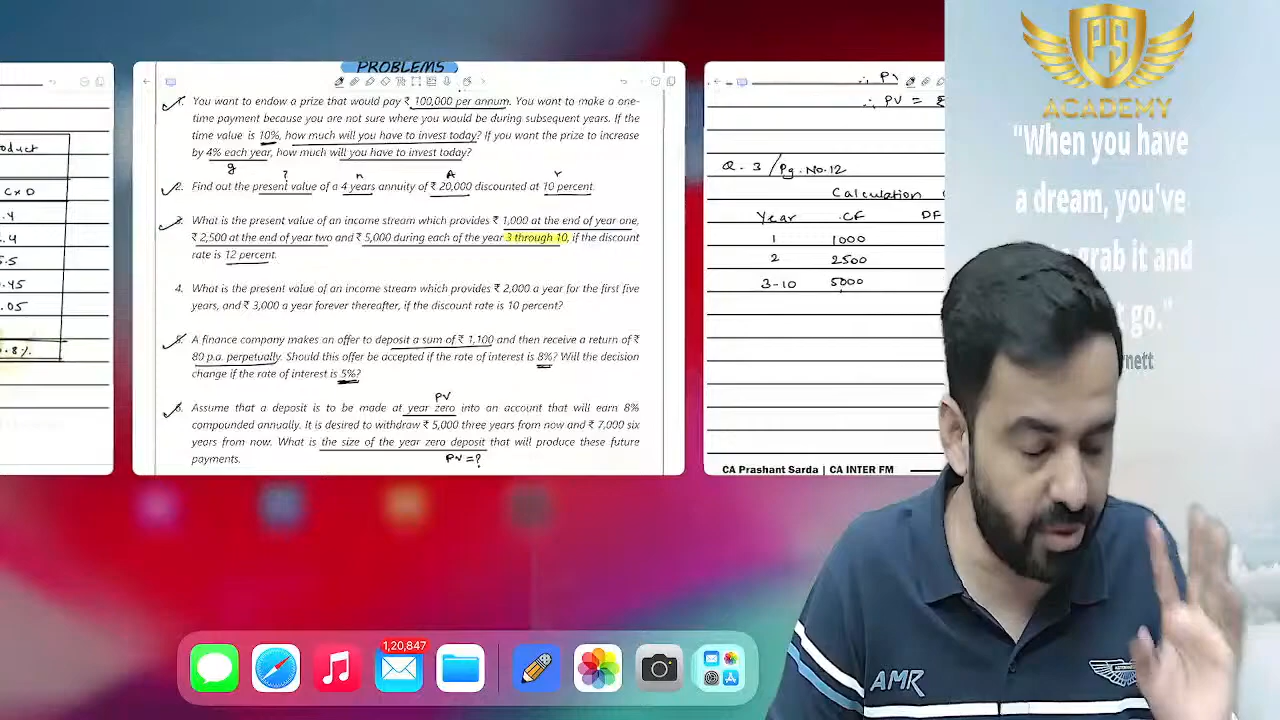 PROBLEMS
1. You want to endow a prize that would pay ₹ 100,000 per annum. You want to make a one-
time payment because you are not sure where you would be during subsequent years. If the
time value is 10%, how much will you have to invest today? If you want the prize to increase
by 4% each year, how much will you have to invest today?
g ? n A r
2. Find out the present value of a 4 years annuity of ₹ 20,000 discounted at 10 percent.
3. What is the present value of an income stream which provides ₹ 1,000 at the end of year one,
₹ 2,500 at the end of year two and ₹ 5,000 during each of the year 3 through 10, if the discount
rate is 12 percent.
4. What is the present value of an income stream which provides ₹ 2,000 a year for the first five
years, and ₹ 3,000 a year forever thereafter, if the discount rate is 10 percent?
5. A finance company makes an offer to deposit a sum of ₹ 1,100 and then receive a return of ₹
80 p.a. perpetually. Should this offer be accepted if the rate of interest is 8%? Will the decision
change if the rate of interest is 5%?
PV
6. Assume that a deposit is to be made at year zero into an account that will earn 8%
compounded annually. It is desired to withdraw ₹ 5,000 three years from now and ₹ 7,000 six
years from now. What is the size of the year zero deposit that will produce these future
payments.
PV = ?
oduct
C×D
.4
.4
.5
.45
.05
.8%
∴ PV =
Q. 3 / Pg. No. 12
Calculation
Year CF DF
1 1000
2 2500
3-10 5000
CA Prashant Sarda | CA INTER FM
PS
ACADEMY
"When you have
a dream, you've
grab it and
go."
nett
1,20,847
AMR